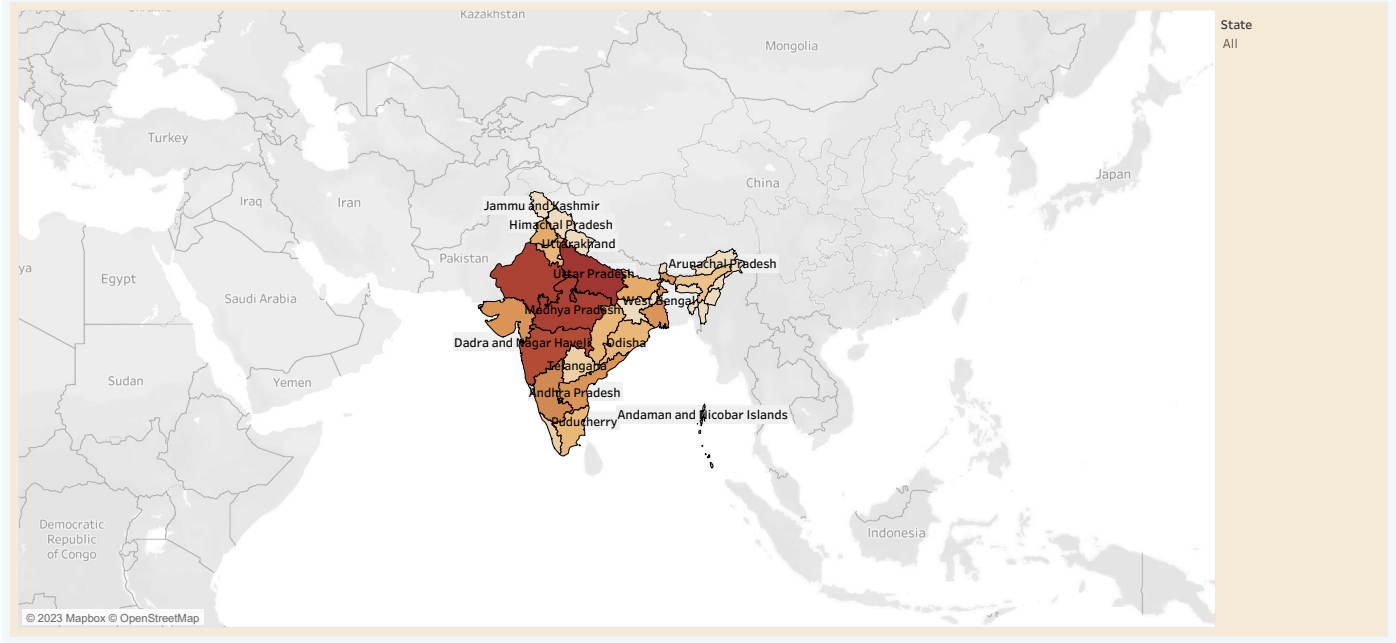 Kazakhstan
State
All
Mongolia
Turkey
China
Japan
Iraq
Iran
Jammu and Kashmir
Himachal Pradesh
Uttarakhand
Pakistan
Arunachal Pradesh
ya
Egypt
Uttar Pradesh
Saudi Arabia
West Bengal
Madhya Pradesh
Dadra and Nagar Haveli
Odisha
Telangana
Sudan
Yemen
Andhra Pradesh
Andaman and Nicobar Islands
Puducherry
Democratic
Republic
of Congo
Indonesia
© 2023 Mapbox © OpenStreetMap